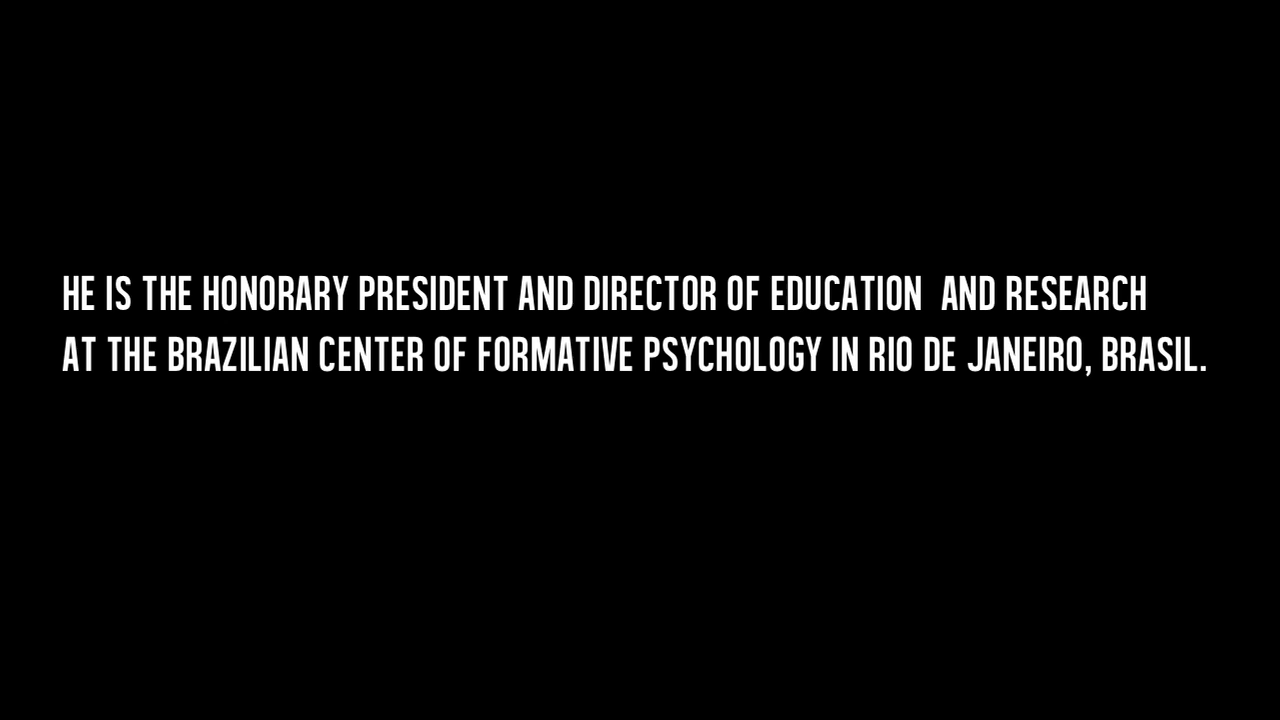 HE IS THE HONORARY PRESIDENT AND DIRECTOR OF EDUCATION  AND RESEARCH
AT THE BRAZILIAN CENTER OF FORMATIVE PSYCHOLOGY IN RIO DE JANEIRO, BRASIL.